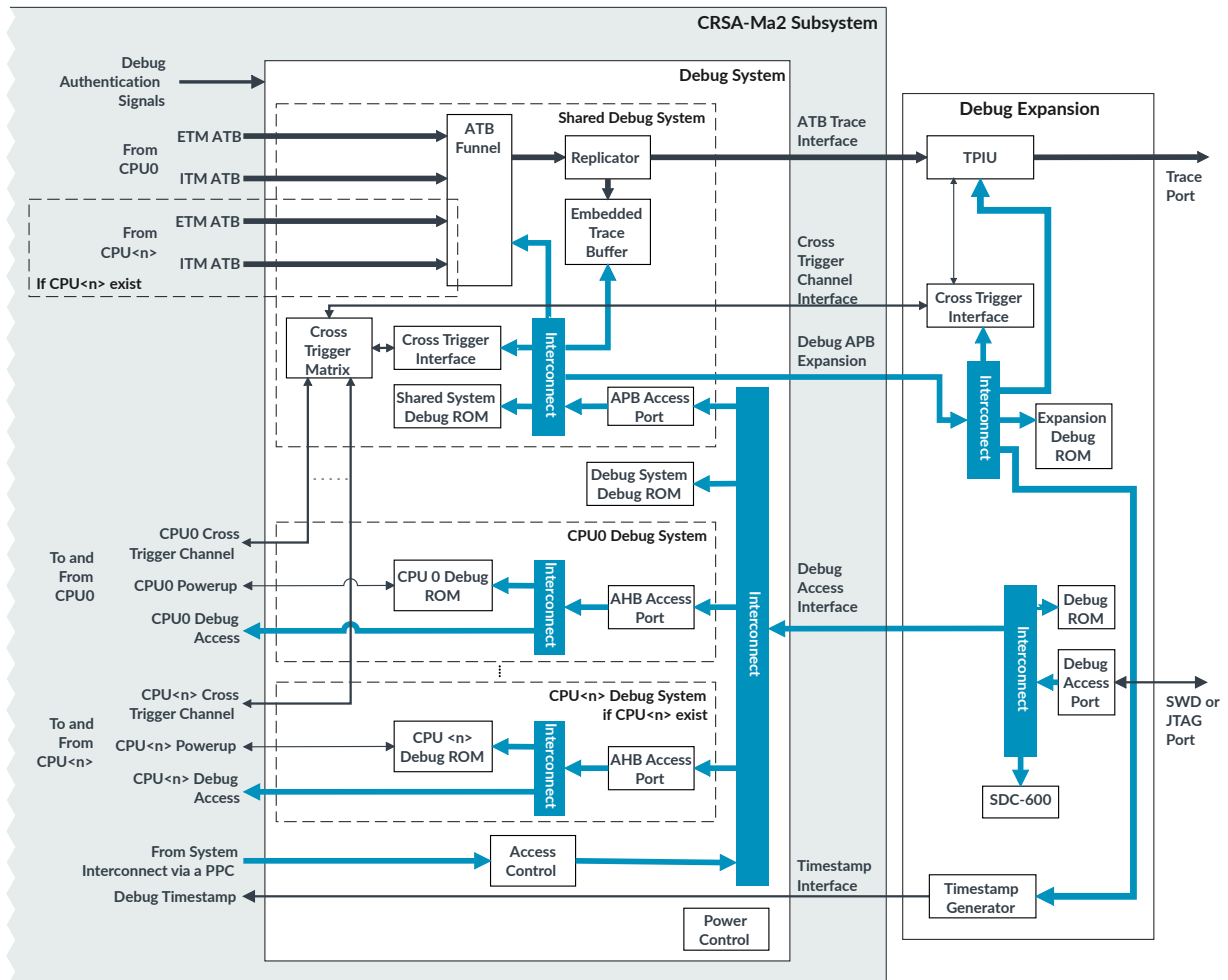 CRSA-Ma2 Subsystem
Debug
Authentication
Signals
Debug System
Debug Expansion
Shared Debug System
ATB
Funnel
Replicator
Embedded
Trace
Buffer
ETM ATB
ITM ATB
From
CPU0
ETM ATB
ITM ATB
From
CPU<n>
If CPU<n> exist
ATB Trace
Interface
TPIU
Trace
Port
Cross
Trigger
Channel
Interface
Cross Trigger
Interface
Cross
Trigger
Matrix
Cross Trigger
Interface
Interconnect
Debug APB
Expansion
Shared System
Debug ROM
APB Access
Port
Interconnect
Expansion
Debug
ROM
Debug System
Debug ROM
Interconnect
CPU0 Debug System
To and
From
CPU0
CPU0 Cross
Trigger Channel
CPU0 Powerup
CPU0 Debug
Access
CPU 0 Debug
ROM
Interconnect
AHB Access
Port
Debug
Access
Interface
Interconnect
Debug
ROM
Debug
Access
Port
SWD or
JTAG
Port
SDC-600
CPU<n> Debug System
if CPU<n> exist
To and
From
CPU<n>
CPU<n> Cross
Trigger Channel
CPU<n> Powerup
CPU<n> Debug
Access
CPU <n>
Debug ROM
Interconnect
AHB Access
Port
From System
Interconnect via a PPC
Access
Control
Debug Timestamp
Timestamp
Interface
Timestamp
Generator
Power
Control